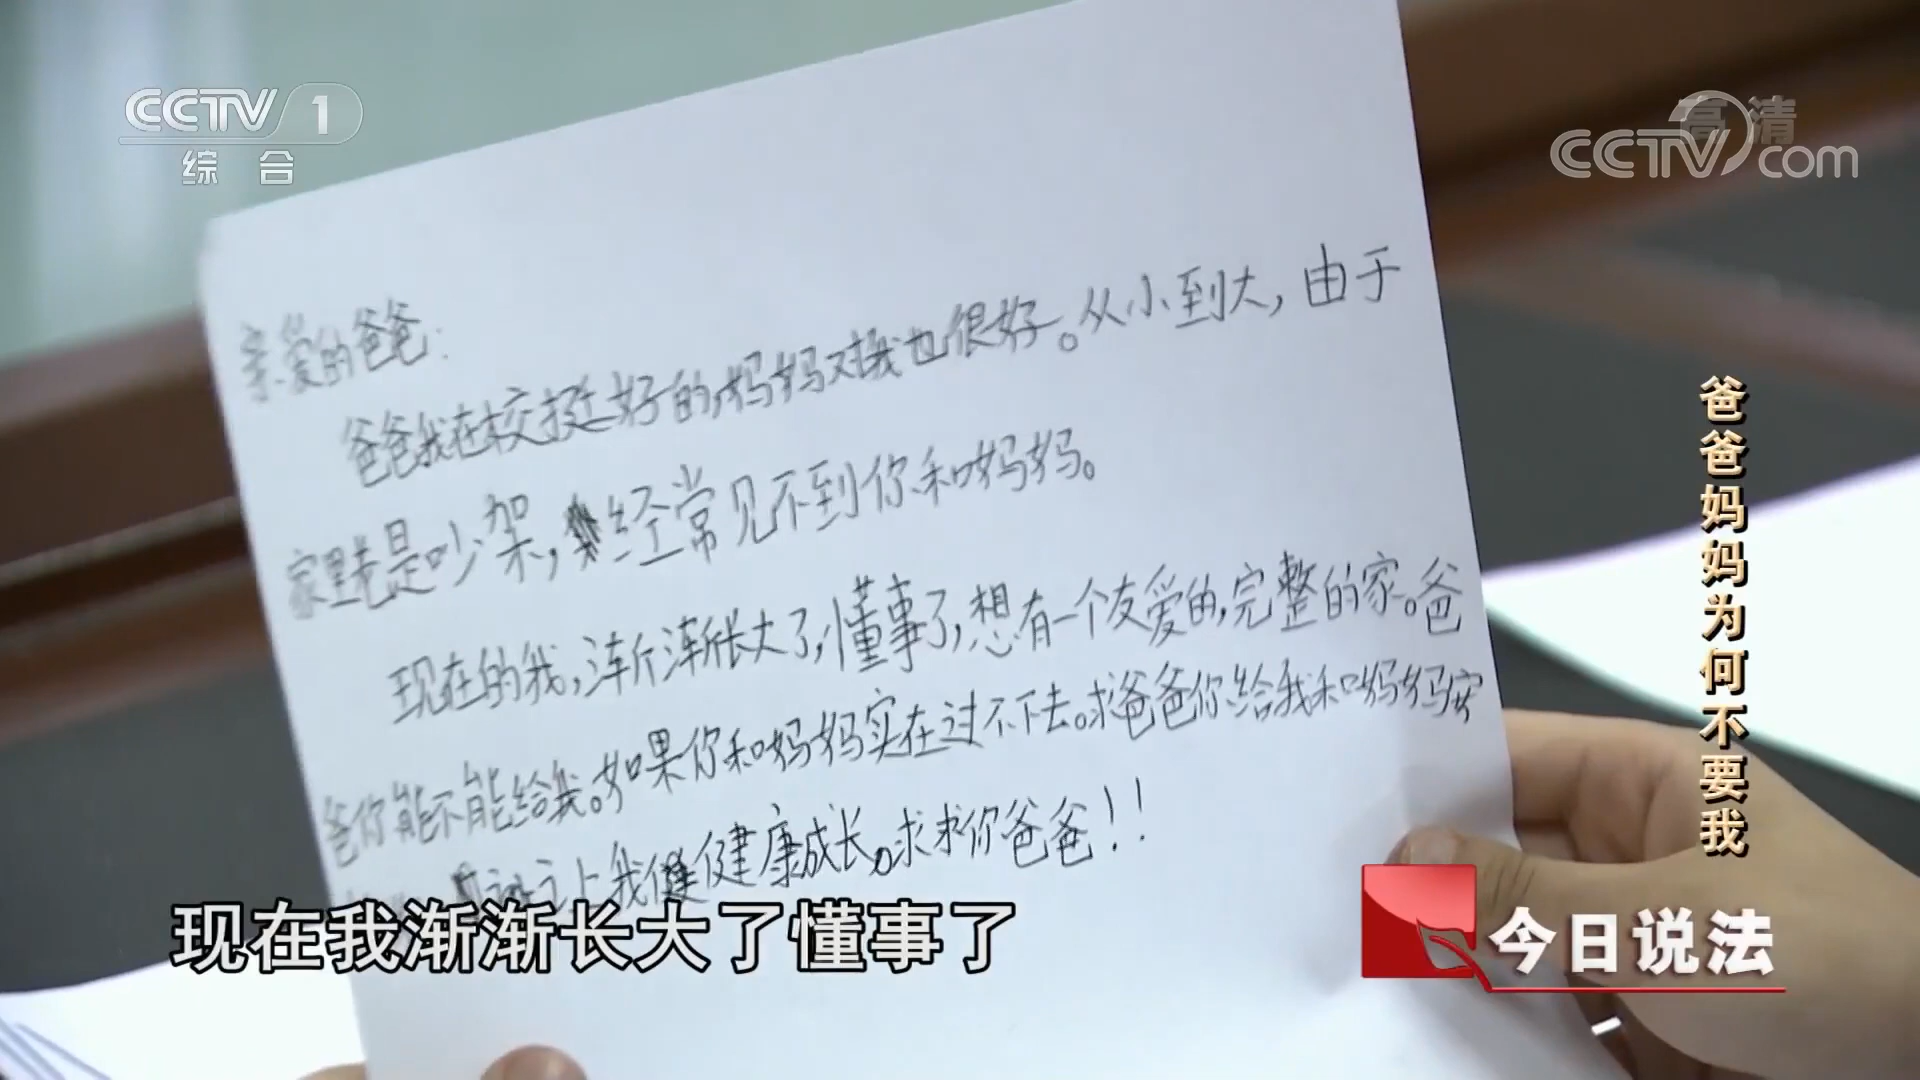 CCTV 1
综合
高清
CCTV com
亲爱的爸爸：
爸爸我在校挺好的，妈妈对我也很好。从小到大，由于
家里老是吵架，经常见不到你和妈妈。
现在的我，渐渐长大了，懂事了，想有一个友爱的，完整的家。爸
爸你能不能给我。如果你和妈妈实在过不下去。求爸爸你给我和妈妈安
上我健康成长。求求你爸爸！！
爸爸妈妈为何不要我
现在我渐渐长大了懂事了
今日说法